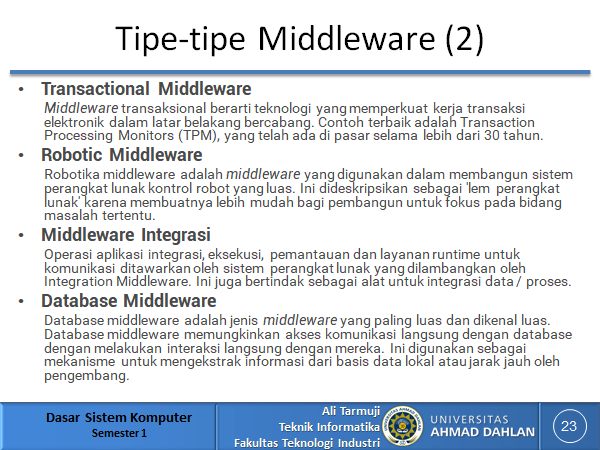 Tipe-tipe Middleware (2)
• Transactional Middleware
Middleware transaksional berarti teknologi yang memperkuat kerja transaksi
elektronik dalam latar belakang bercabang. Contoh terbaik adalah Transaction
Processing Monitors (TPM), yang telah ada di pasar selama lebih dari 30 tahun.
• Robotic Middleware
Robotika middleware adalah middleware yang digunakan dalam membangun sistem
perangkat lunak kontrol robot yang luas. Ini dideskripsikan sebagai 'lem perangkat
lunak' karena membuatnya lebih mudah bagi pembangun untuk fokus pada bidang
masalah tertentu.
• Middleware Integrasi
Operasi aplikasi integrasi, eksekusi, pemantauan dan layanan runtime untuk
komunikasi ditawarkan oleh sistem perangkat lunak yang dilambangkan oleh
Integration Middleware. Ini juga bertindak sebagai alat untuk integrasi data / proses.
• Database Middleware
Database middleware adalah jenis middleware yang paling luas dan dikenal luas.
Database middleware memungkinkan akses komunikasi langsung dengan database
dengan melakukan interaksi langsung dengan mereka. Ini digunakan sebagai
mekanisme untuk mengekstrak informasi dari basis data lokal atau jarak jauh oleh
pengembang.
Dasar Sistem Komputer
Semester 1
Ali Tarmuji
Teknik Informatika
Fakultas Teknologi Industri
UNIVERSITAS
AHMAD DAHLAN
23